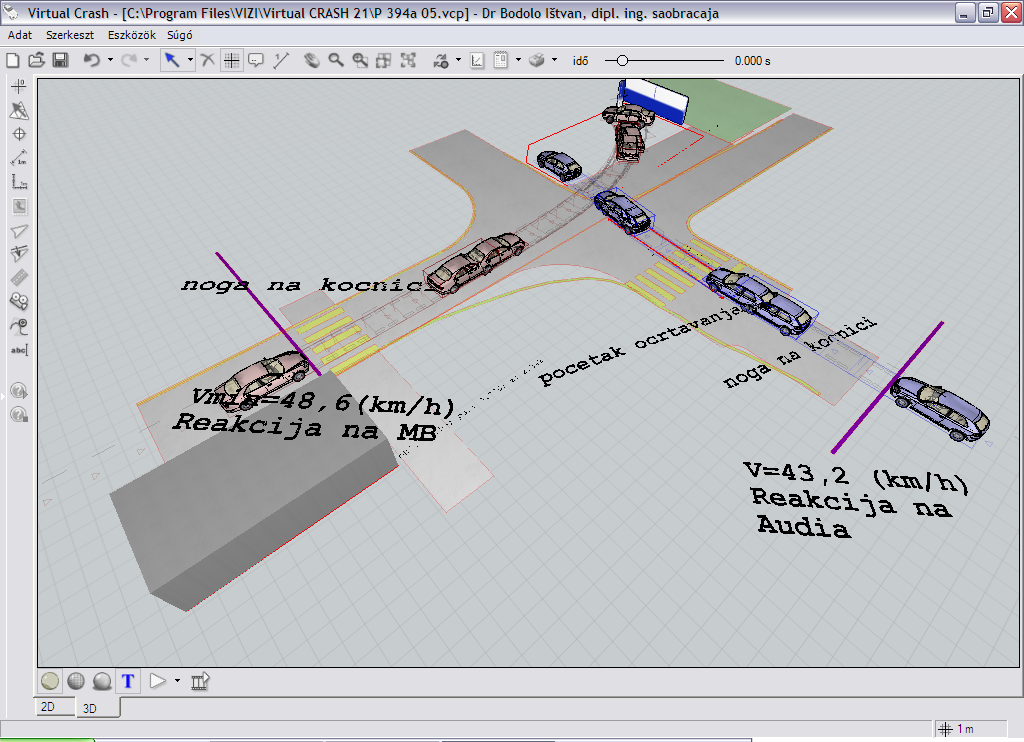 Virtual Crash - [C:\Program Files\VIZI\Virtual CRASH 21\P 394a 05.vcp] - Dr Bodolo Ištvan, dipl. ing. saobracaja
Adat Szerkeszt Eszközök Súgó
idő 0.000 s
noga na kocnici
pocetak ocrtavanja
noga na kocnici
Vmin=48,6(km/h)
Reakcija na MB
V=43,2 (km/h)
Reakcija na
Audia
1m
abc
T
2D 3D
1 m